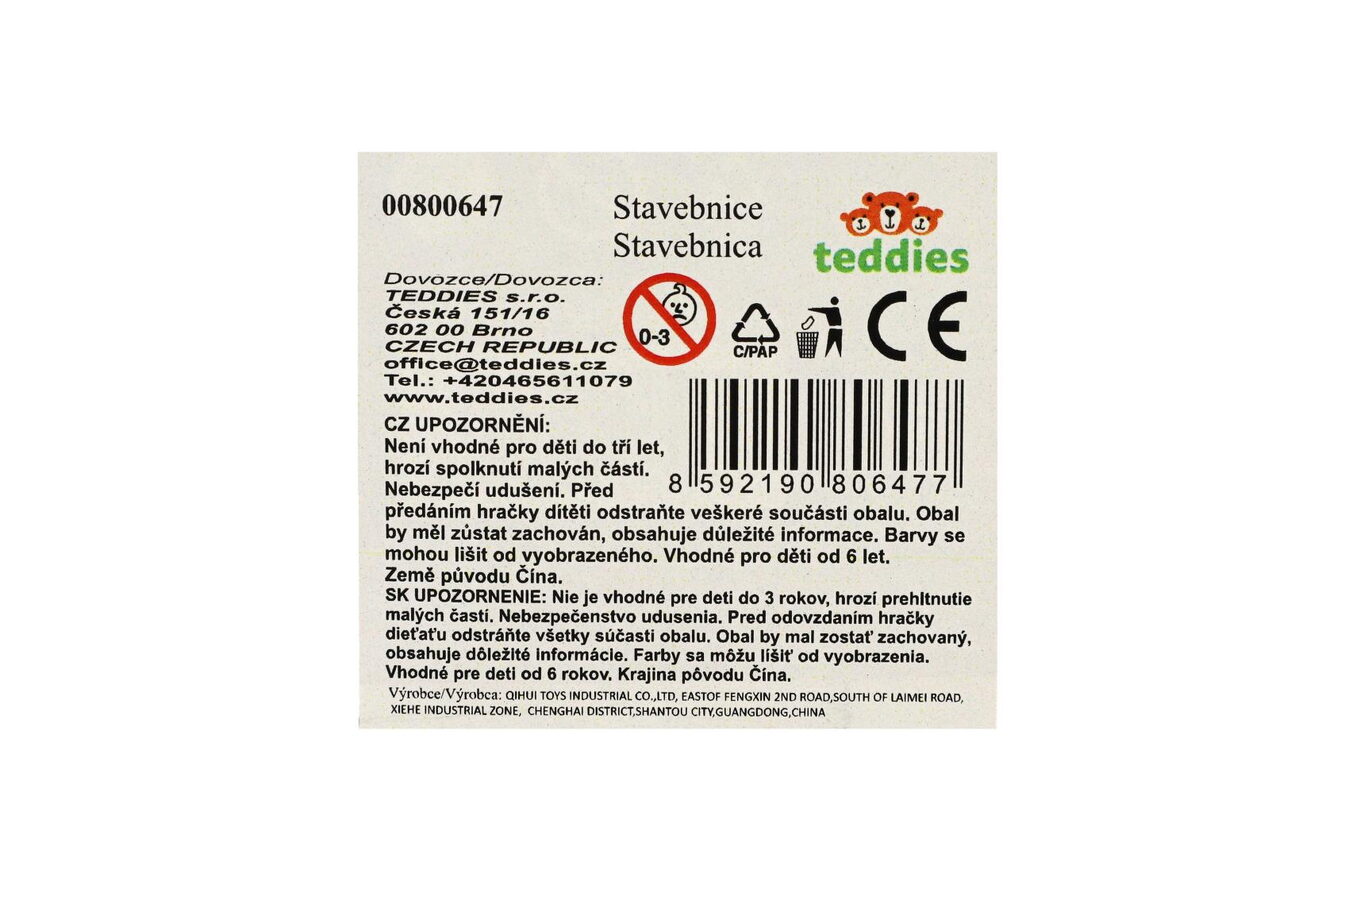 00800647
Stavebnice
Stavebnica
teddies
Dovozce/Dovozca:
TEDDIES s.r.o.
Česká 151/16
602 00 Brno
CZECH REPUBLIC
office@teddies.cz
Tel.: +420465611079
www.teddies.cz
0-3
C/PAP
CE
8 592190 806477
CZ UPOZORNĚNÍ:
Není vhodné pro děti do tří let,
hrozí spolknutí malých částí.
Nebezpečí udušení. Před
předáním hračky dítěti odstraňte veškeré součásti obalu. Obal
by měl zůstat zachován, obsahuje důležité informace. Barvy se
mohou lišit od vyobrazeného. Vhodné pro děti od 6 let.
Země původu Čína.
SK UPOZORNENIE: Nie je vhodné pre deti do 3 rokov, hrozí prehltnutie
malých častí. Nebezpečenstvo udusenia. Pred odovzdaním hračky
dieťaťu odstráňte všetky súčasti obalu. Obal by mal zostať zachovaný,
obsahuje dôležité informácie. Farby sa môžu líšiť od vyobrazenia.
Vhodné pre deti od 6 rokov. Krajina pôvodu Čína.
Výrobce/Výrobca: QIHUI TOYS INDUSTRIAL CO.,LTD, EASTOF FENGXIN 2ND ROAD,SOUTH OF LAIMEI ROAD,
XIEHE INDUSTRIAL ZONE, CHENGHAI DISTRICT,SHANTOU CITY,GUANGDONG,CHINA